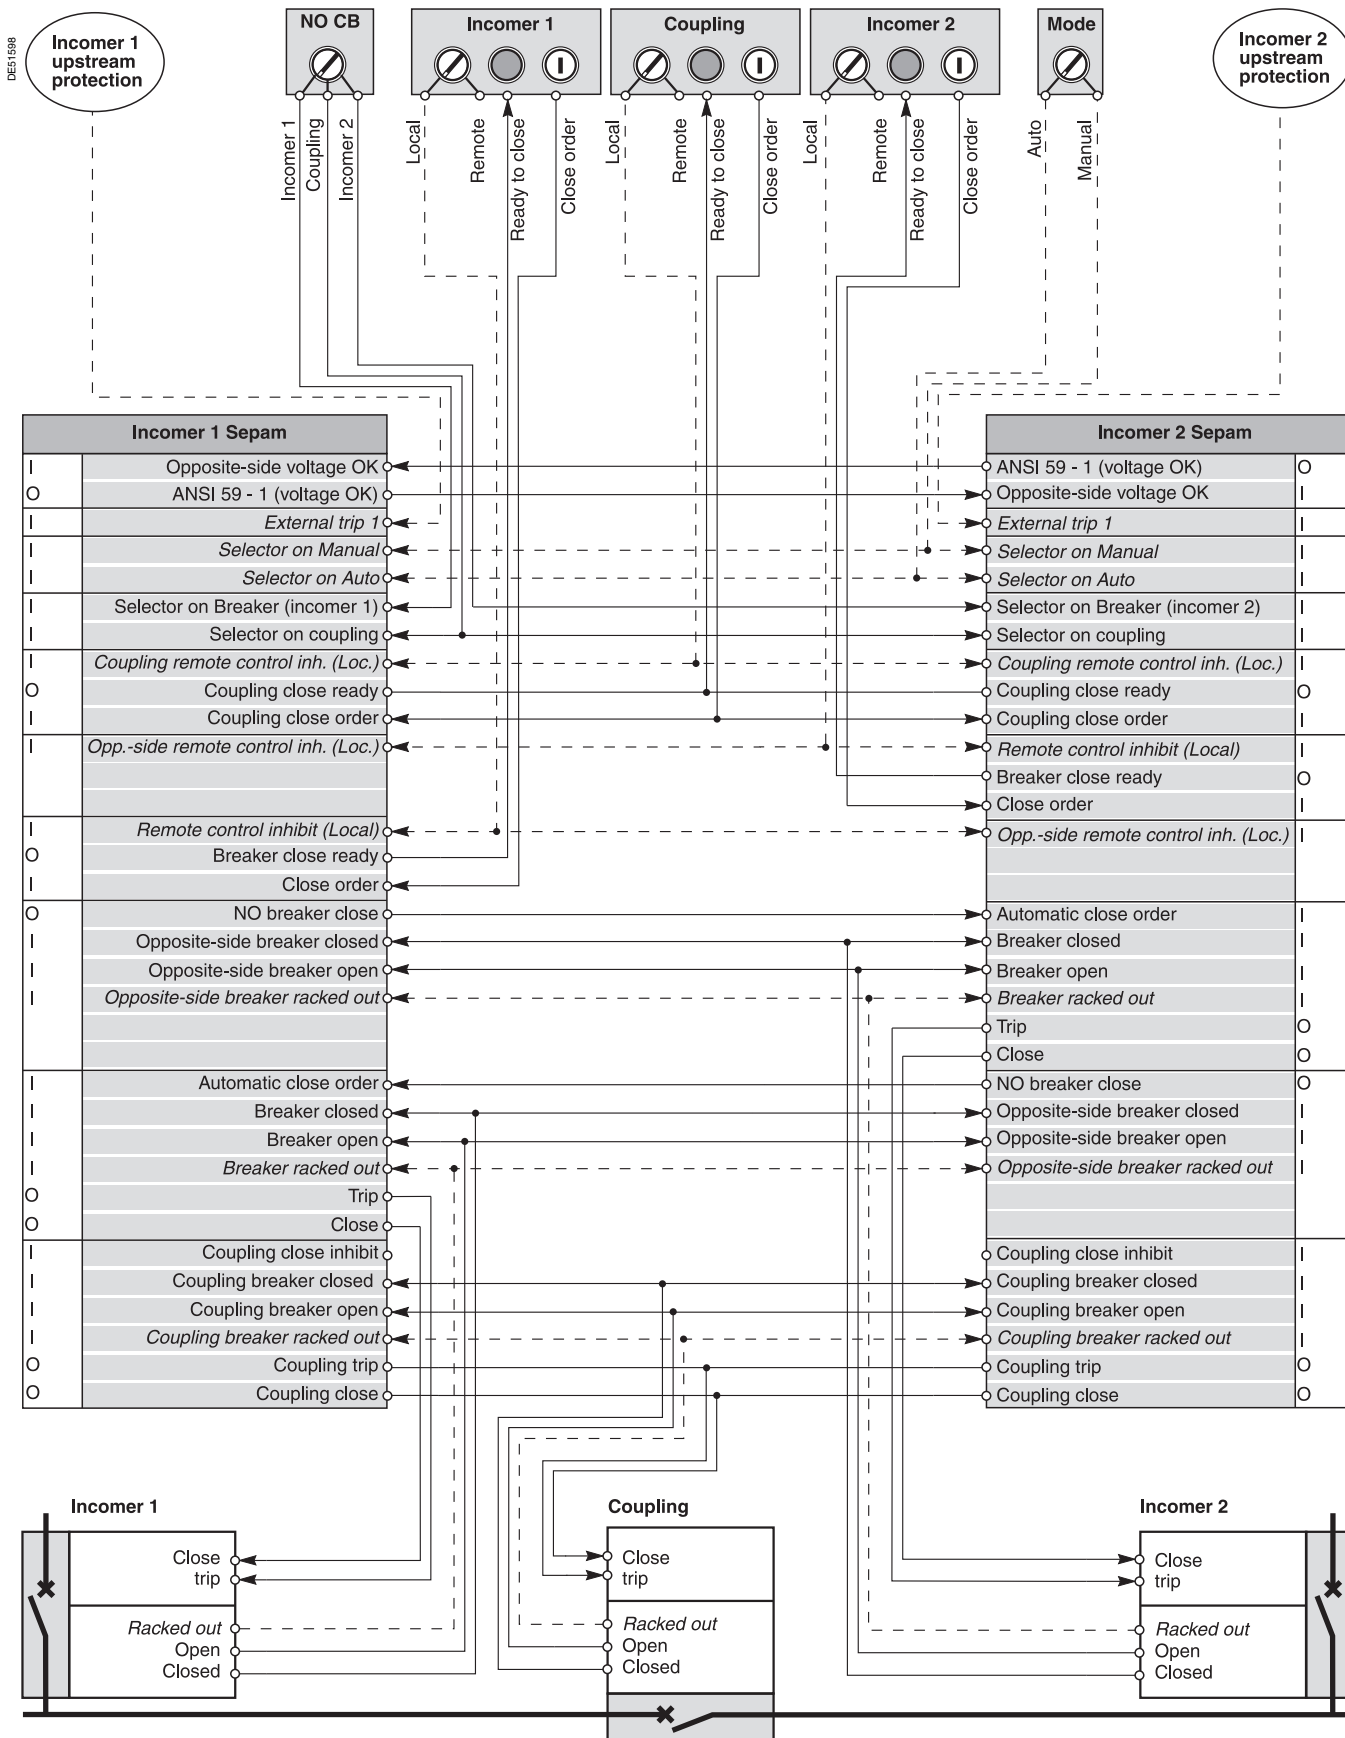 DE51598
Incomer 1
upstream
protection
NO CB
Incomer 1
Coupling
Incomer 2
Mode
Incomer 2
upstream
protection
Incomer 1
Coupling
Incomer 2
Local
Remote
Ready to close
Close order
Local
Remote
Ready to close
Close order
Local
Remote
Ready to close
Close order
Auto
Manual
Incomer 1 Sepam
I Opposite-side voltage OK
O ANSI 59 - 1 (voltage OK)
I External trip 1
I Selector on Manual
I Selector on Auto
I Selector on Breaker (incomer 1)
I Selector on coupling
I Coupling remote control inh. (Loc.)
O Coupling close ready
I Coupling close order
I Opp.-side remote control inh. (Loc.)
I Remote control inhibit (Local)
O Breaker close ready
I Close order
O NO breaker close
I Opposite-side breaker closed
I Opposite-side breaker open
I Opposite-side breaker racked out
I Automatic close order
I Breaker closed
I Breaker open
I Breaker racked out
O Trip
O Close
I Coupling close inhibit
I Coupling breaker closed
I Coupling breaker open
I Coupling breaker racked out
O Coupling trip
O Coupling close
Incomer 2 Sepam
ANSI 59 - 1 (voltage OK) O
Opposite-side voltage OK I
External trip 1 I
Selector on Manual I
Selector on Auto I
Selector on Breaker (incomer 2) I
Selector on coupling I
Coupling remote control inh. (Loc.) I
Coupling close ready O
Coupling close order I
Remote control inhibit (Local) I
Breaker close ready O
Close order I
Opp.-side remote control inh. (Loc.) I
Automatic close order I
Breaker closed I
Breaker open I
Breaker racked out I
Trip O
Close O
NO breaker close O
Opposite-side breaker closed I
Opposite-side breaker open I
Opposite-side breaker racked out I
Coupling close inhibit I
Coupling breaker closed I
Coupling breaker open I
Coupling breaker racked out I
Coupling trip O
Coupling close O
Incomer 1
Close
trip
Racked out
Open
Closed
Coupling
Close
trip
Racked out
Open
Closed
Incomer 2
Close
trip
Racked out
Open
Closed